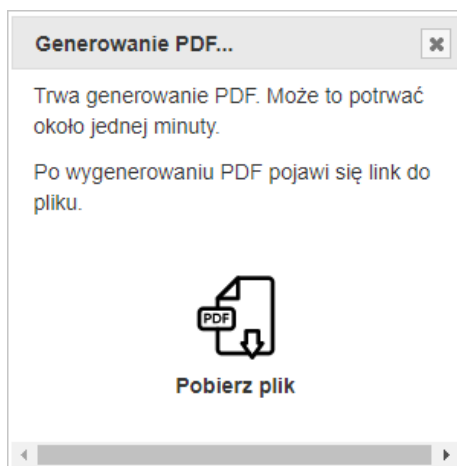 Generowanie PDF...
Trwa generowanie PDF. Może to potrwać
około jednej minuty.
Po wygenerowaniu PDF pojawi się link do
pliku.
PDF
Pobierz plik